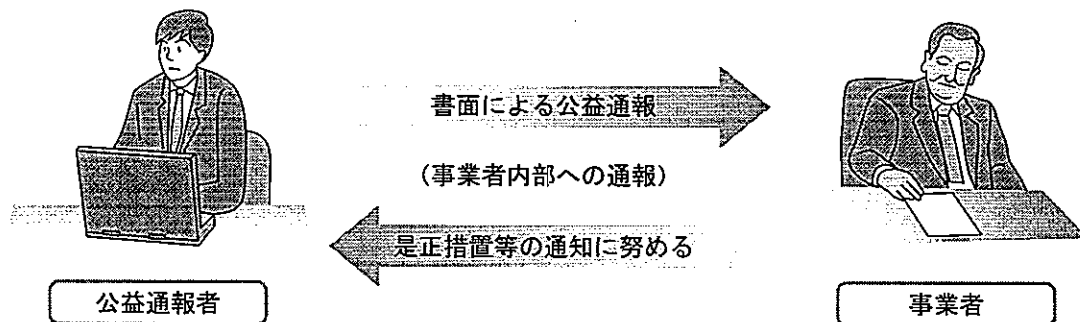 書面による公益通報
(事業者内部への通報)
是正措置等の通知に努める
公益通報者
事業者